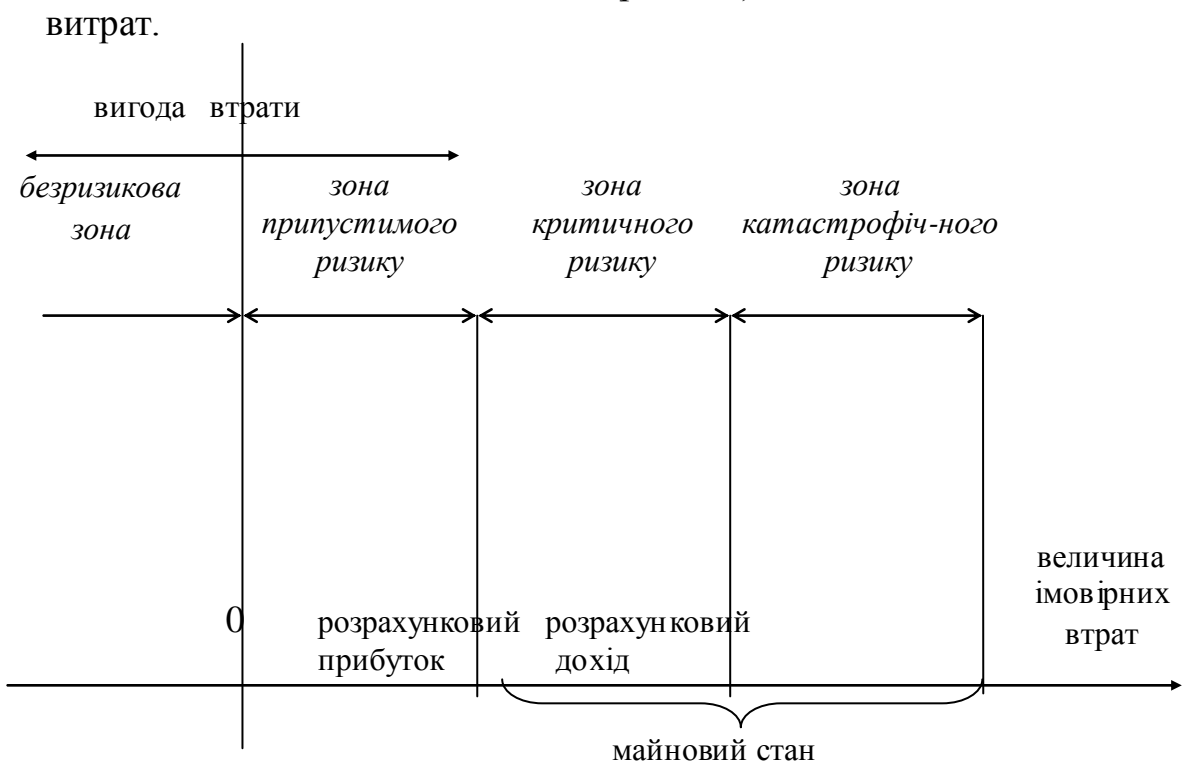 витрат.
вигода втрати
безризикова
зона
зона
припустимого
ризику
зона
критичного
ризику
зона
катастрофіч-ного
ризику
величина
імовірних
втрат
0
розрахунковий
прибуток
розрахунковий
дохід
майновий стан